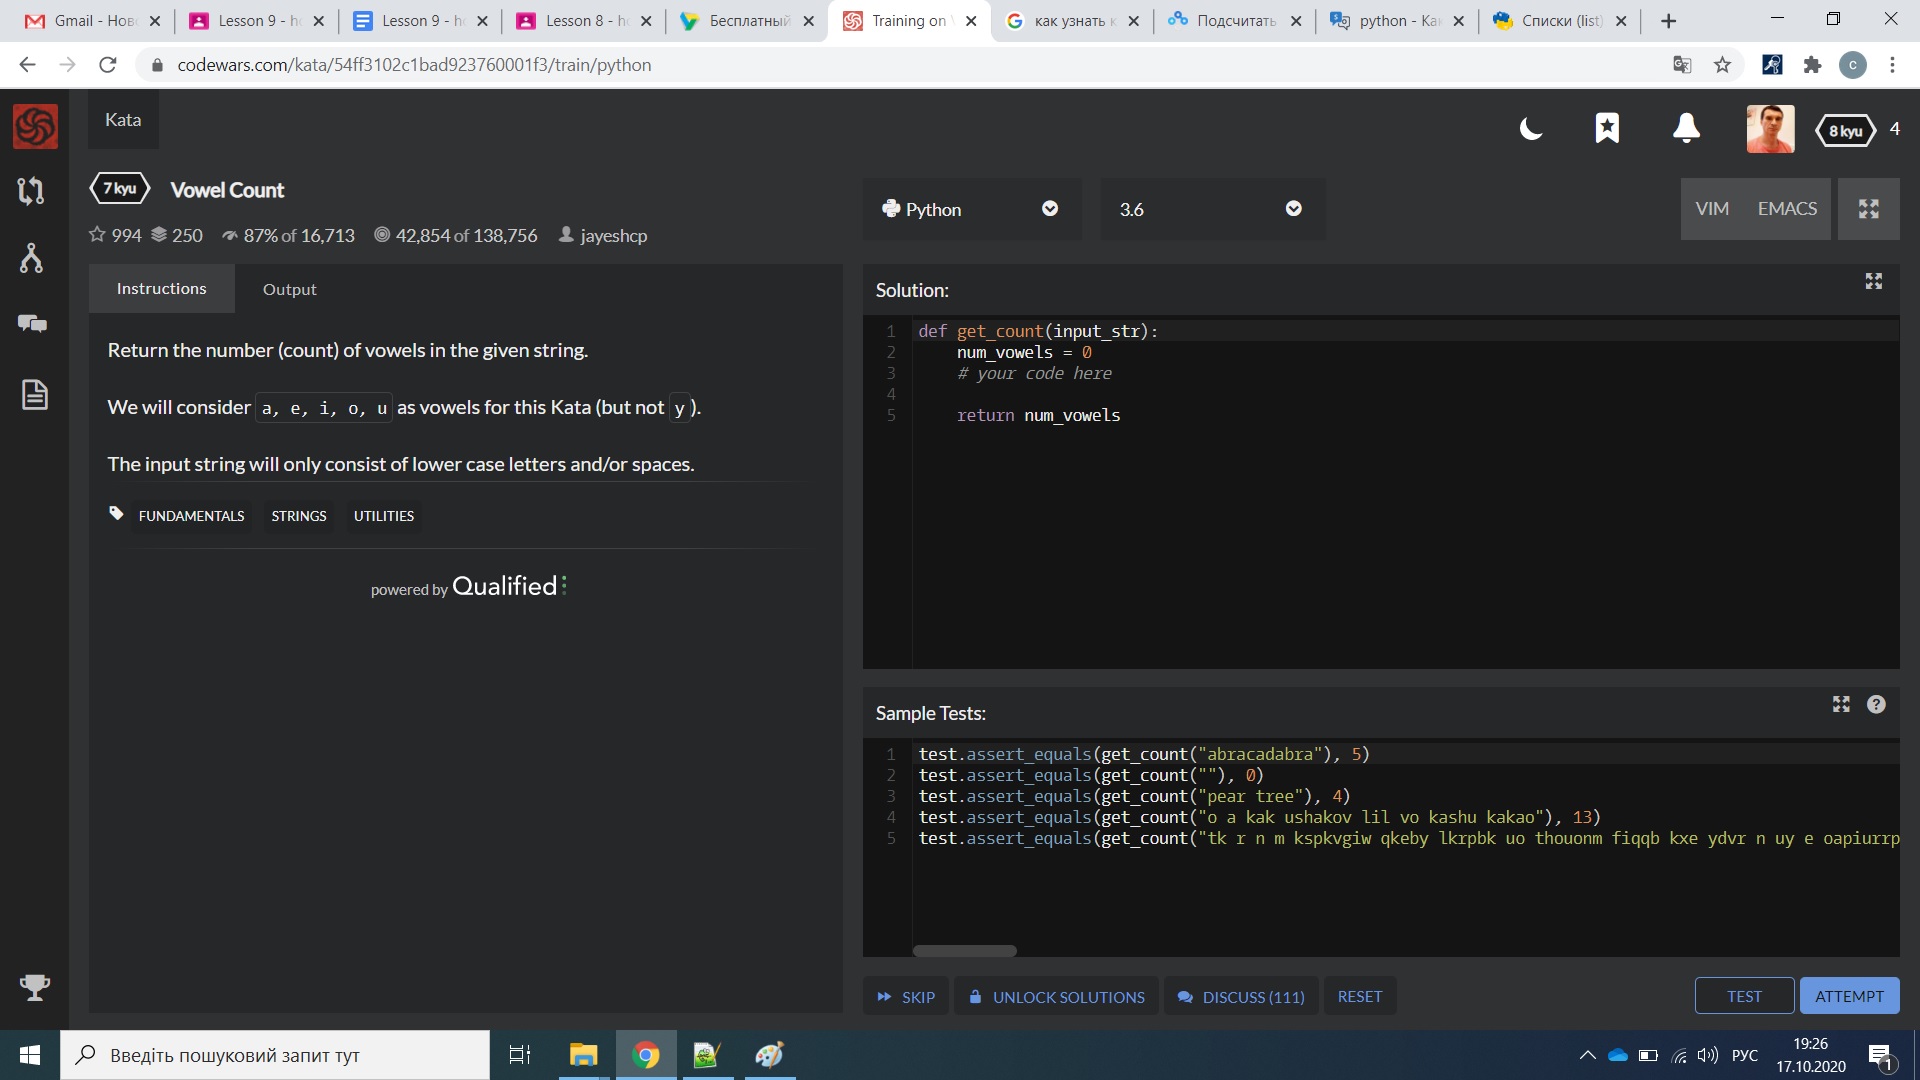 Gmail - Нов
Lesson 9 - h
Lesson 9 - h
Lesson 8 - h
Бесплатный
Training on
как узнать к
Подсчитать
python - Ка
Списки (list)
codewars.com/kata/54ff3102c1bad923760001f3/train/python
c
Kata
8 kyu 4
7 kyu Vowel Count
994 250 87% of 16,713 42,854 of 138,756 jayeshcp
Python
3.6
VIM EMACS
Instructions Output
Return the number (count) of vowels in the given string.
We will consider a, e, i, o, u as vowels for this Kata (but not y).
The input string will only consist of lower case letters and/or spaces.
FUNDAMENTALS STRINGS UTILITIES
powered by Qualified
Solution:
1 def get_count(input_str):
2 num_vowels = 0
3 # your code here
4
5 return num_vowels
Sample Tests:
?
1 test.assert_equals(get_count("abracadabra"), 5)
2 test.assert_equals(get_count(""), 0)
3 test.assert_equals(get_count("pear tree"), 4)
4 test.assert_equals(get_count("o a kak ushakov lil vo kashu kakao"), 13)
5 test.assert_equals(get_count("tk r n m kspkvgiw qkeby lkrpbk uo thouonm fiqqb kxe ydvr n uy e oapiurrp
SKIP UNLOCK SOLUTIONS DISCUSS (111) RESET
TEST ATTEMPT
Введіть пошуковий запит тут
РУС
19:26
17.10.2020
1